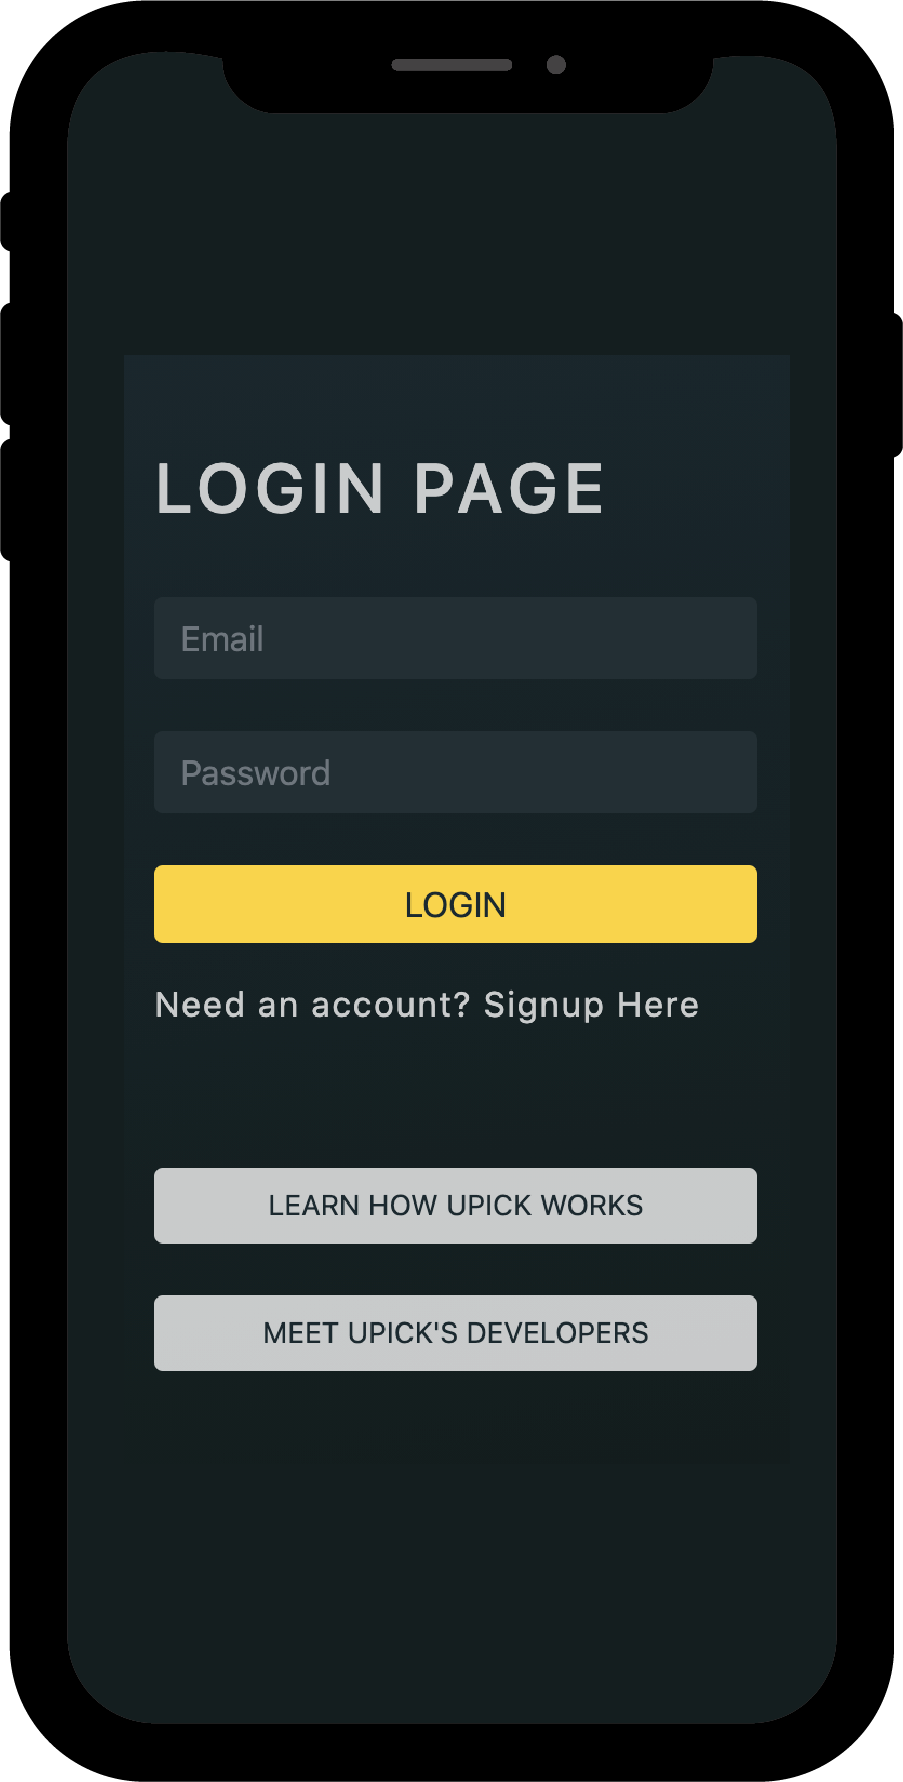 LOGIN PAGE
Email
Password
LOGIN
Need an account? Signup Here
LEARN HOW UPICK WORKS
MEET UPICK'S DEVELOPERS